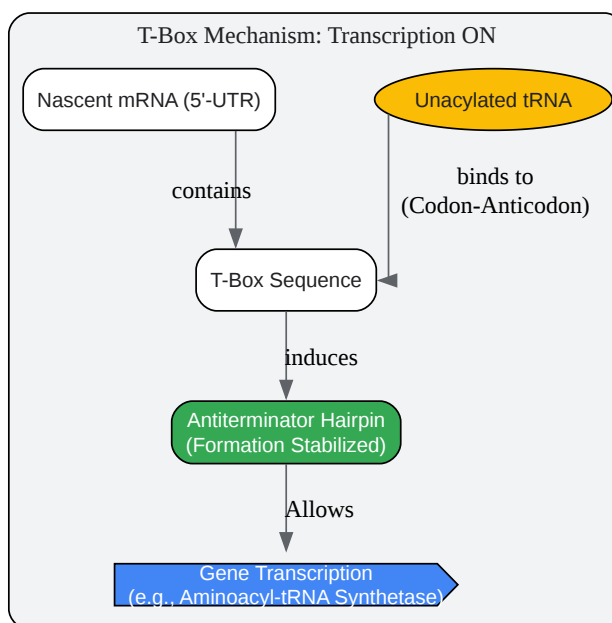 T-Box Mechanism: Transcription ON
Nascent mRNA (5'-UTR)
Unacylated tRNA
contains
binds to
(Codon-Anticodon)
T-Box Sequence
induces
Antiterminator Hairpin
(Formation Stabilized)
Allows
Gene Transcription
(e.g., Aminoacyl-tRNA Synthetase)